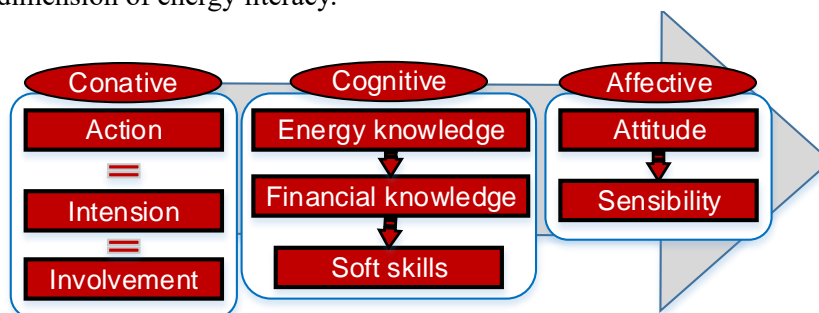 dimension of energy literacy.
Conative
Cognitive
Affective
Action
Energy knowledge
Attitude
=
Intension
Financial knowledge
Sensibility
=
Involvement
Soft skills